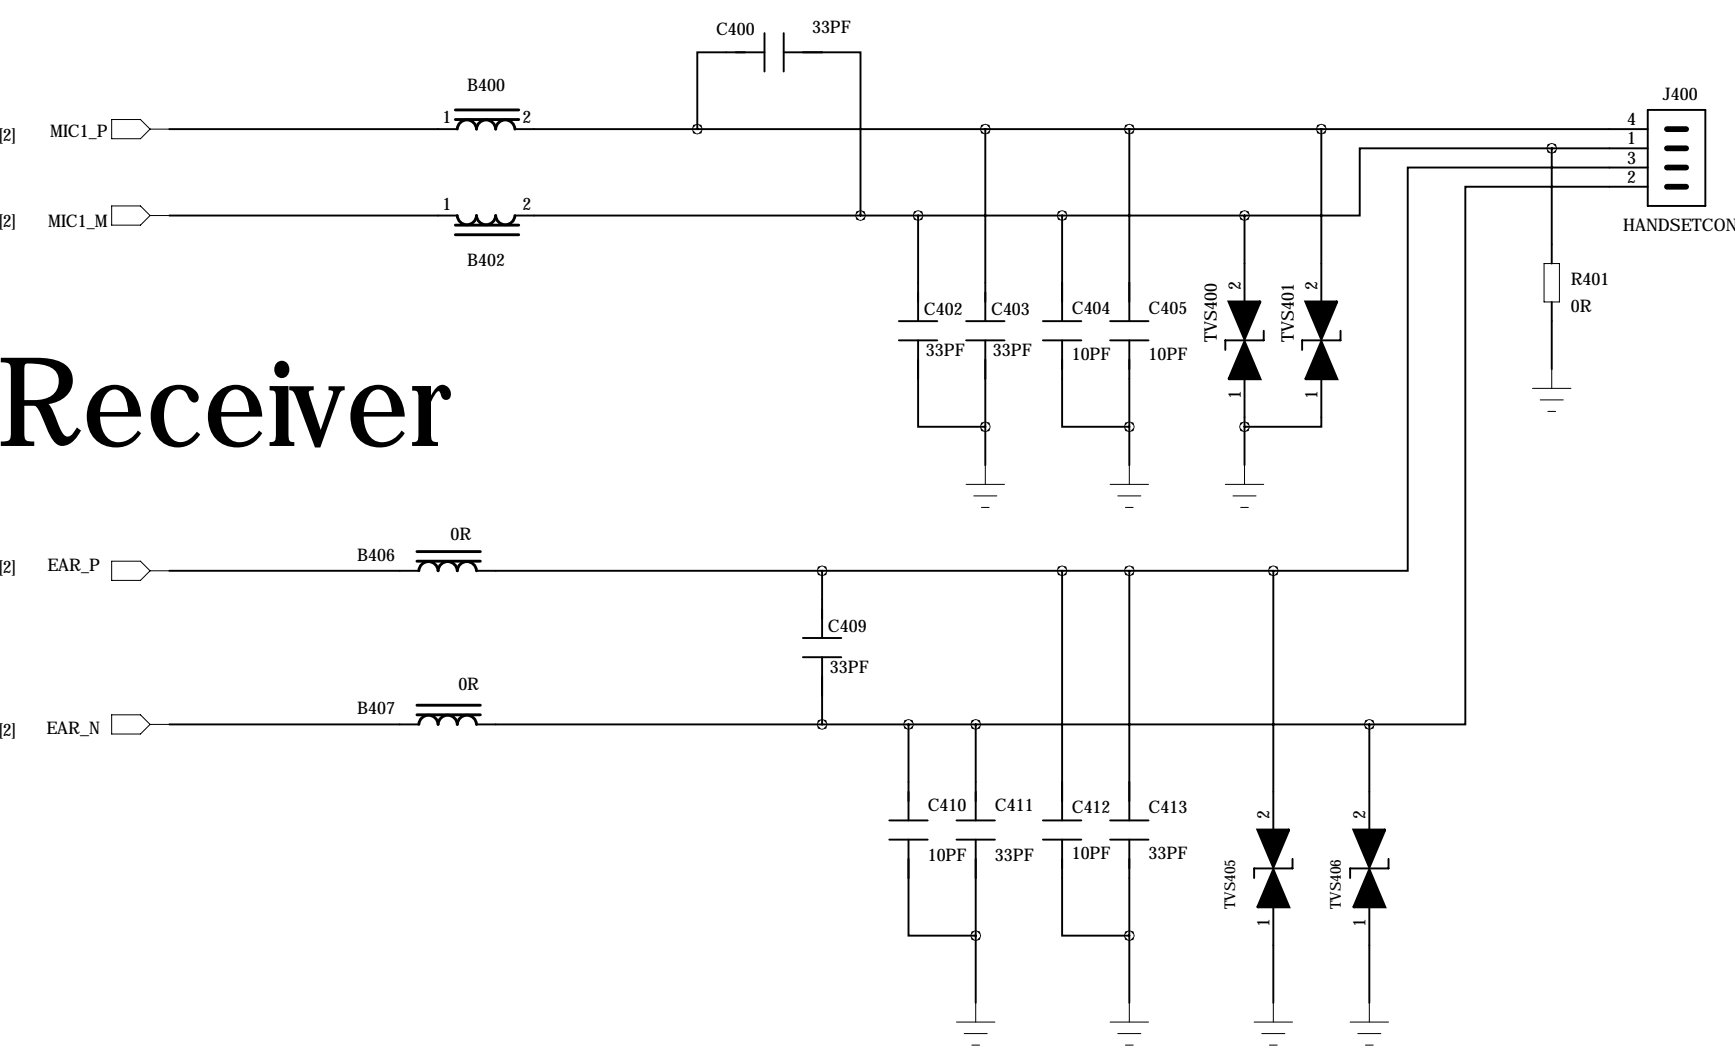 C400 33PF
B400
J400
1 2
4
[2] MIC1_P
1
3
2
1 2
[2] MIC1_M
HANDSETCON
B402
R401
0R
TVS400 2 1
TVS401 2 1
C402 C403 C404 C405
33PF 33PF 10PF 10PF
Receiver
0R
B406
[2] EAR_P
C409
33PF
0R
B407
[2] EAR_N
C410 C411 C412 C413
10PF 33PF 10PF 33PF
TVS405 2 1
TVS406 2 1